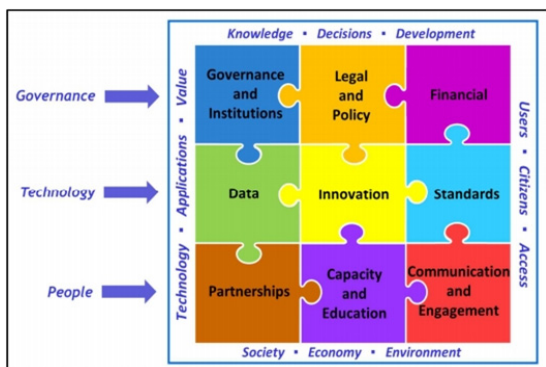 Knowledge • Decisions • Development
Governance
Technology
People
Technology • Applications • Value
Governance
and
Institutions
Legal
and
Policy
Financial
Data
Innovation
Standards
Partnerships
Capacity
and
Education
Communication
and
Engagement
Users • Citizens • Access
Society • Economy • Environment